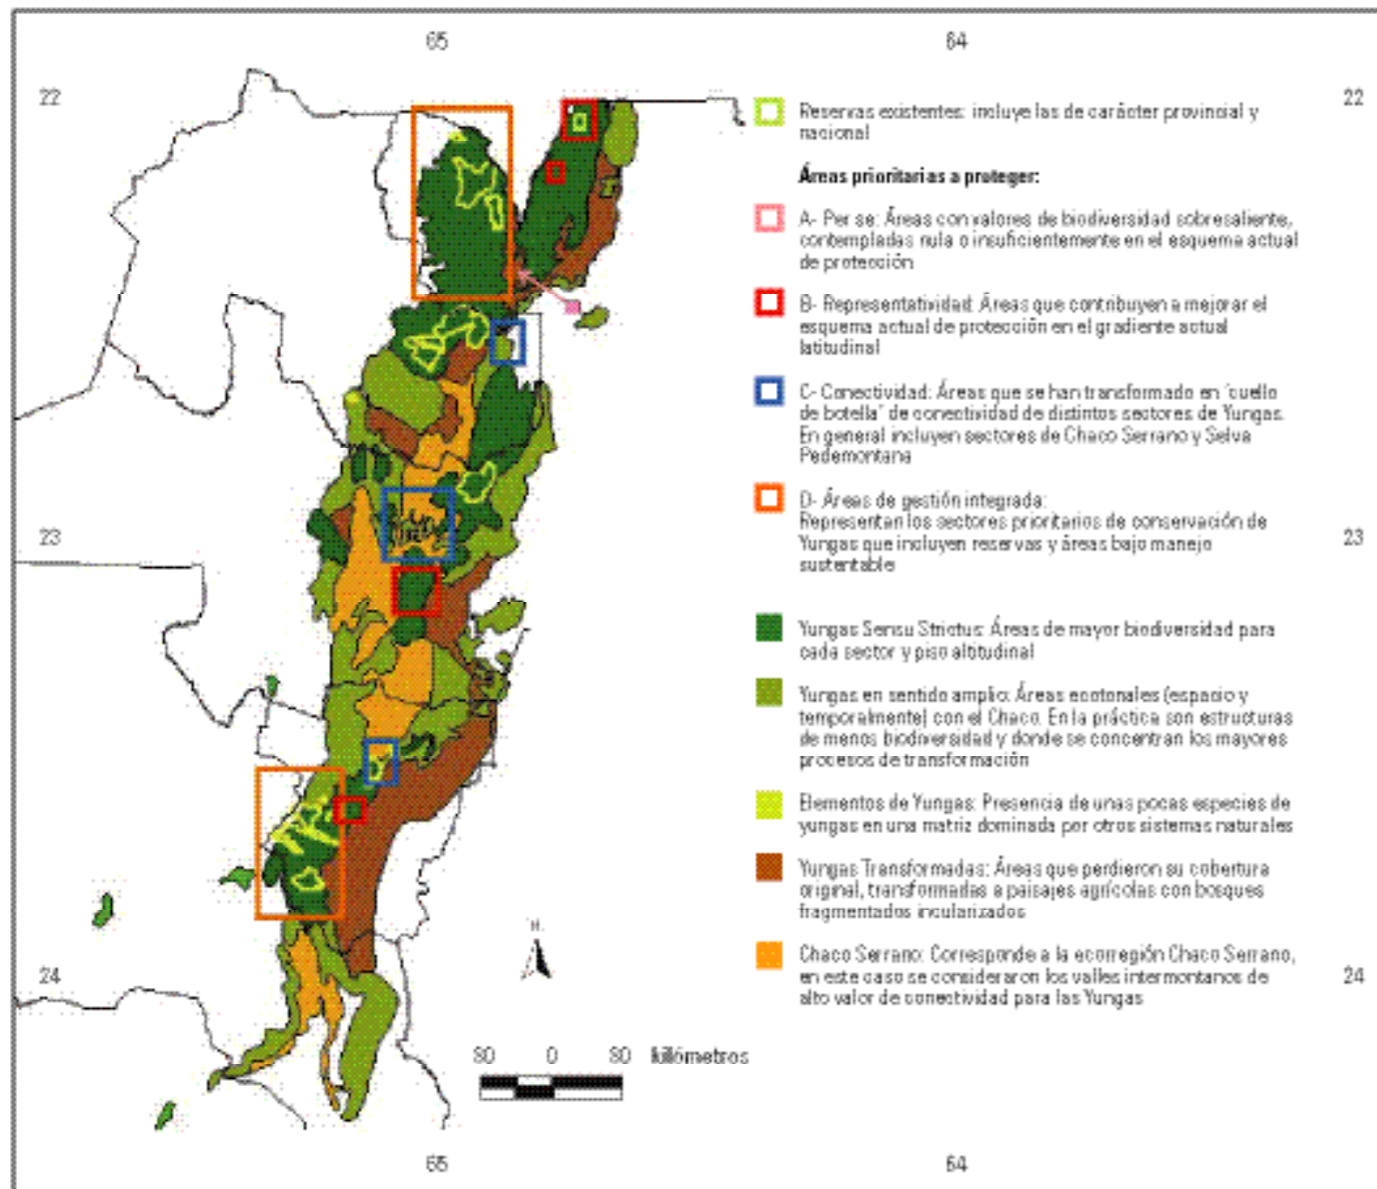 65 64
22 22
Reservas existentes: incluye las de carácter provincial y
nacional
Áreas prioritarias a proteger:
A- Per se: Áreas con valores de biodiversidad sobresaliente,
contempladas nula o insuficientemente en el esquema actual
de protección
B- Representatividad: Áreas que contribuyen a mejorar el
esquema actual de protección en el gradiente actual
latitudinal
C- Conectividad: Áreas que se han transformado en "cuello
de botella" de conectividad de distintos sectores de Yungas.
En general incluyen sectores de Chaco Serrano y Selva
Pedemontana
D- Áreas de gestión integrada:
Representan los sectores prioritarios de conservación de
Yungas que incluyen reservas y áreas bajo manejo
sustentable
23 23
Yungas Sensu Strictus: Áreas de mayor biodiversidad para
cada sector y piso altitudinal
Yungas en sentido amplio: Áreas ecotonales (espacio y
temporalmente) con el Chaco. En la práctica son estructuras
de menos biodiversidad y donde se concentran los mayores
procesos de transformación
Elementos de Yungas: Presencia de unas pocas especies de
yungas en una matriz dominada por otros sistemas naturales
Yungas Transformadas: Áreas que perdieron su cobertura
original, transformadas a paisajes agrícolas con bosques
fragmentados insularizados
Chaco Serrano: Corresponde a la ecorregión Chaco Serrano,
en este caso se consideraron los valles intermontanos de
alto valor de conectividad para las Yungas
N
24 24
80 0 80 kilómetros
65 64